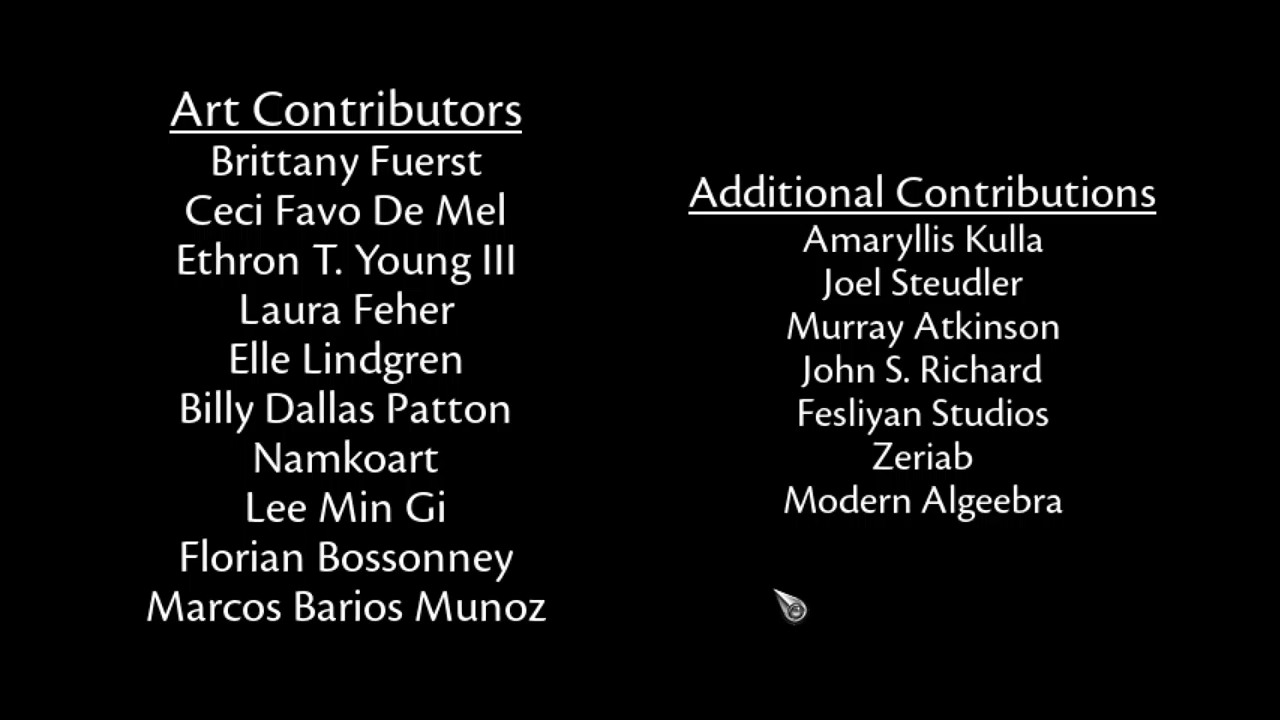 Art Contributors
Brittany Fuerst
Ceci Favo De Mel
Ethron T. Young III
Laura Feher
Elle Lindgren
Billy Dallas Patton
Namkoart
Lee Min Gi
Florian Bossonney
Marcos Barios Munoz
Additional Contributions
Amaryllis Kulla
Joel Steudler
Murray Atkinson
John S. Richard
Fesliyan Studios
Zeriab
Modern Algeebra